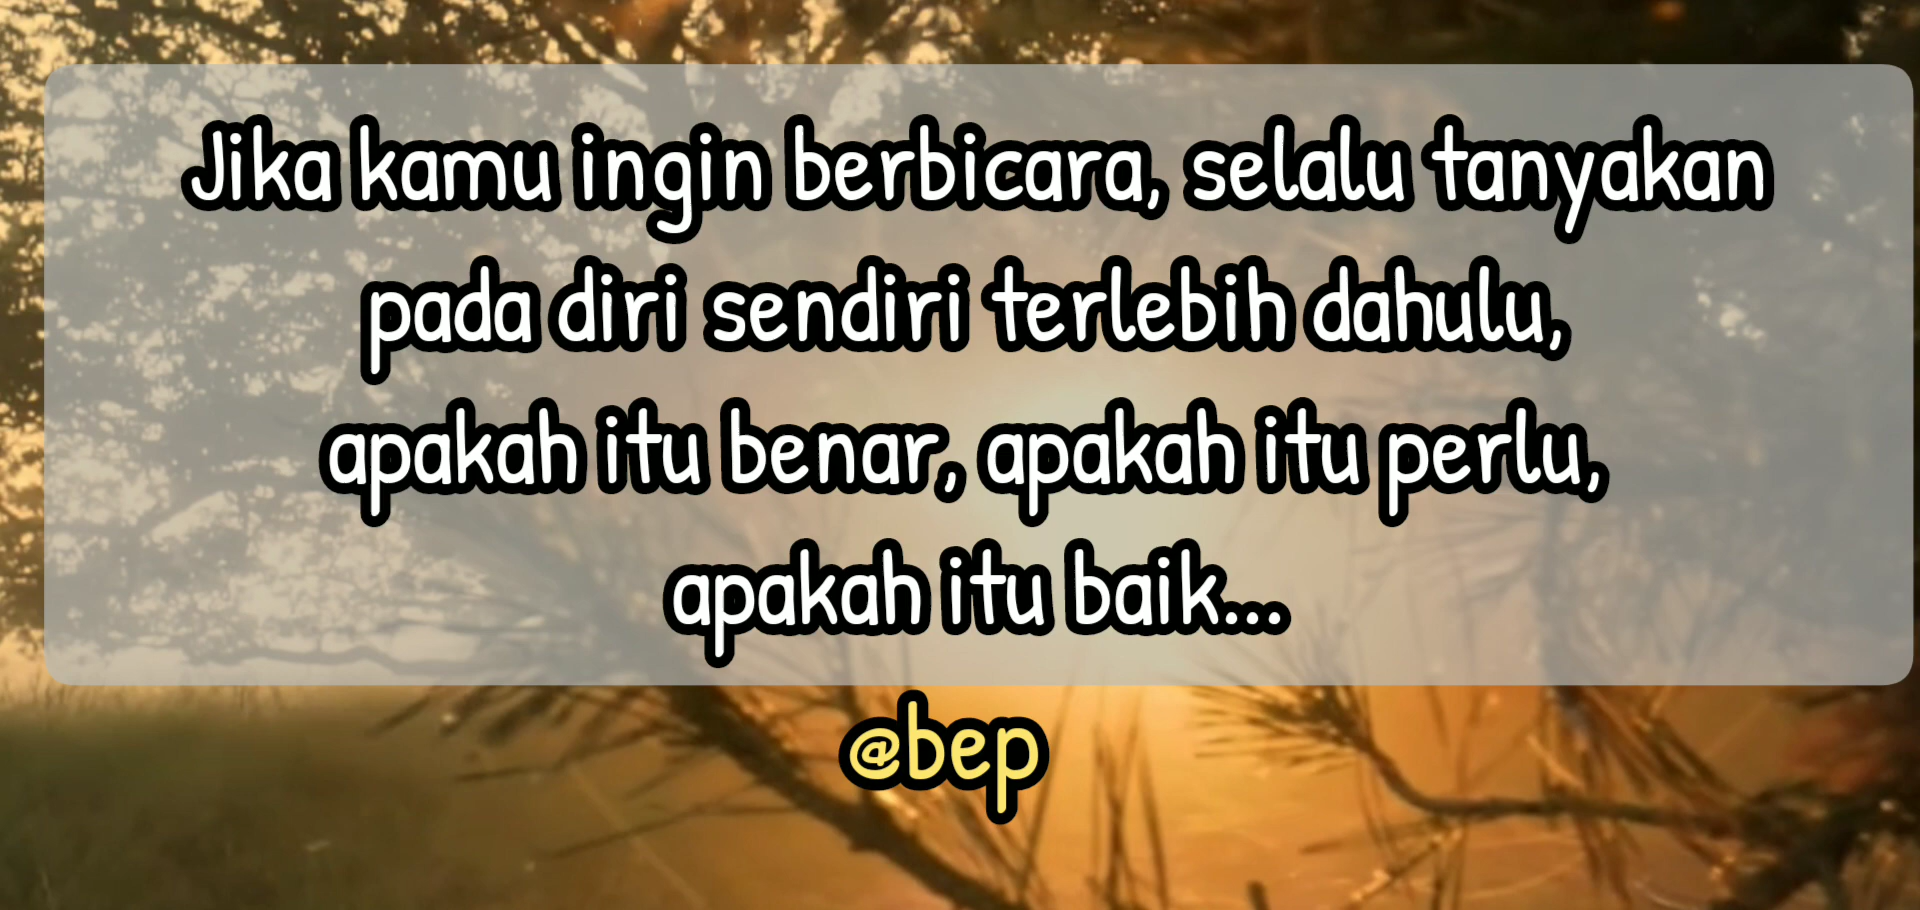 Jika kamu ingin berbicara, selalu tanyakan
pada diri sendiri terlebih dahulu,
apakah itu benar, apakah itu perlu,
apakah itu baik...
@bep